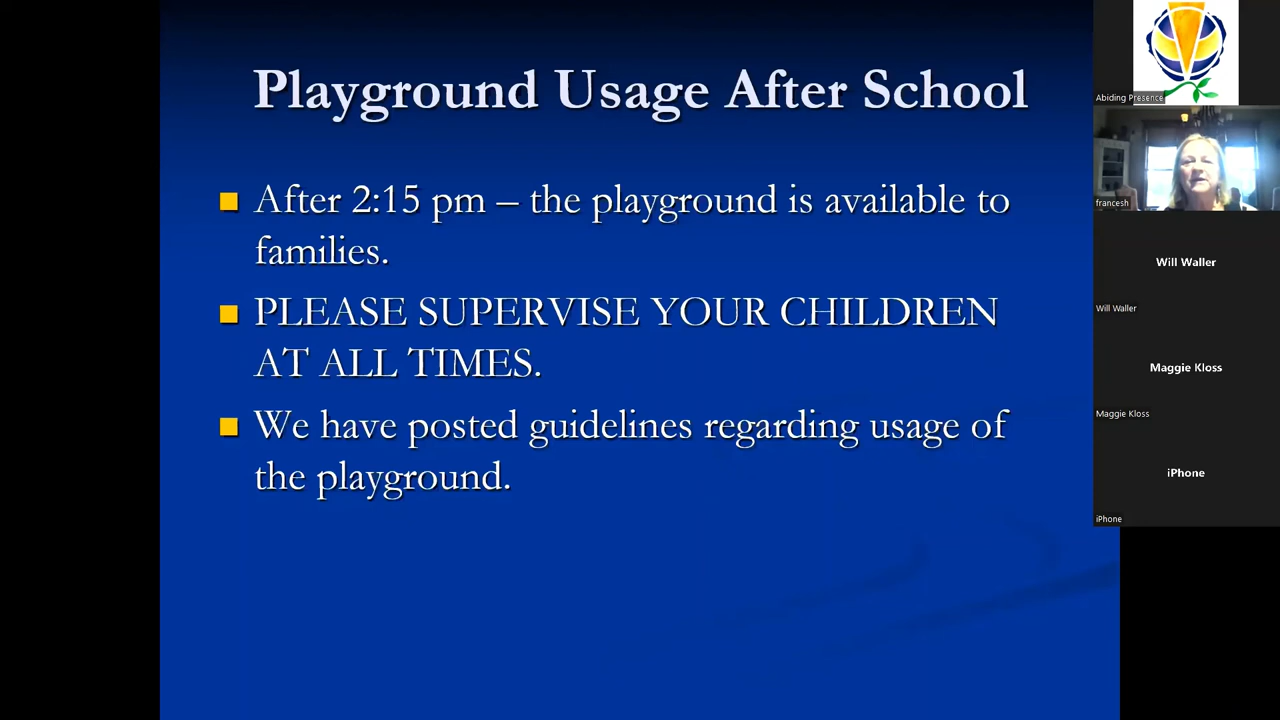 Playground Usage After School
After 2:15 pm – the playground is available to
families.
PLEASE SUPERVISE YOUR CHILDREN
AT ALL TIMES.
We have posted guidelines regarding usage of
the playground.
Abiding Presence
francesh
Will Waller
Will Waller
Maggie Kloss
Maggie Kloss
iPhone
iPhone